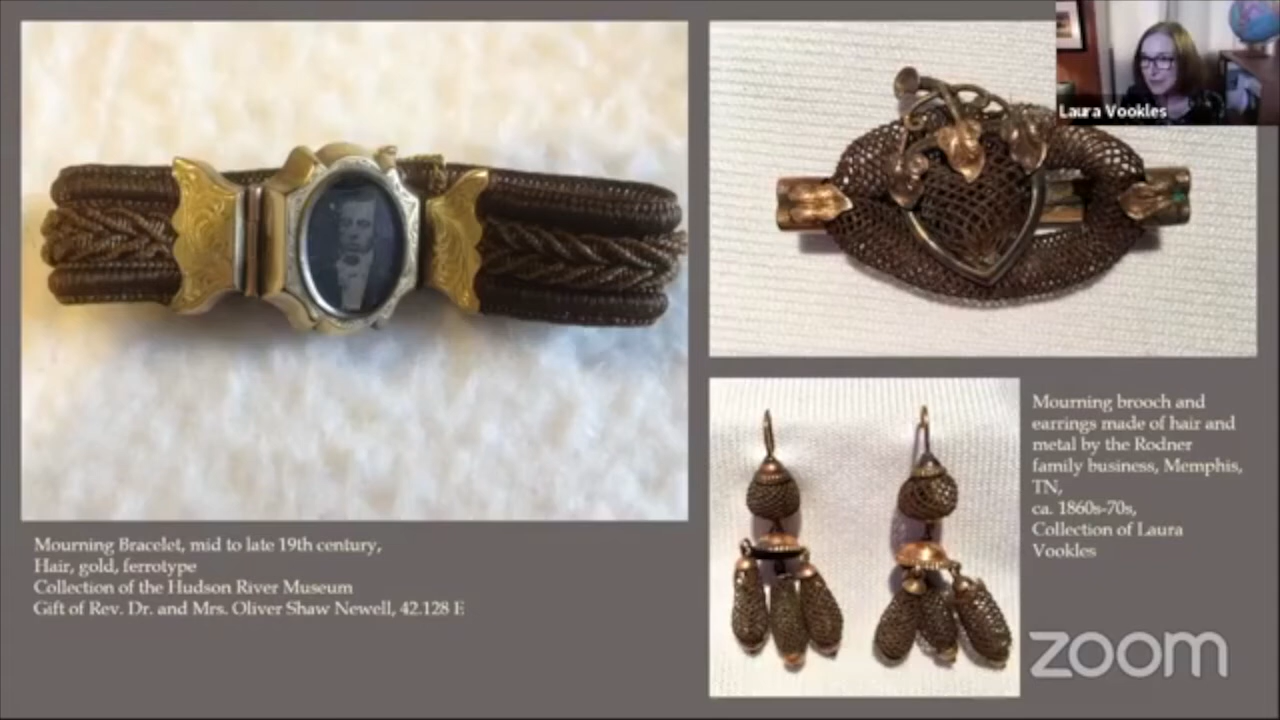 Laura Vookles
Mourning Bracelet, mid to late 19th century,
Hair, gold, ferrotype
Collection of the Hudson River Museum
Gift of Rev. Dr. and Mrs. Oliver Shaw Newell, 42.128 E
Mourning brooch and
earrings made of hair and
metal by the Rodner
family business, Memphis,
TN,
ca. 1860s-70s,
Collection of Laura
Vookles
zoom